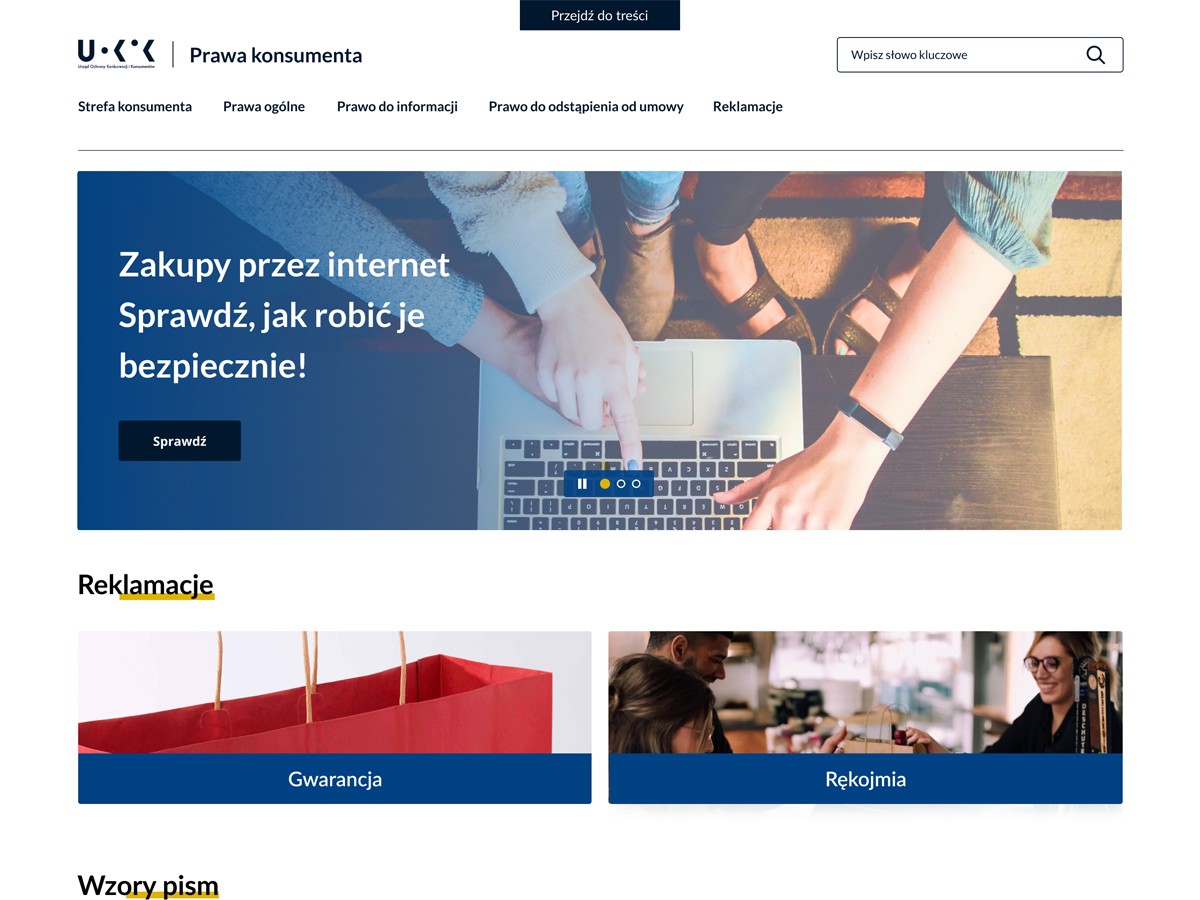 Przejdź do treści
UOKiK
Urząd Ochrony Konkurencji i Konsumentów
Prawa konsumenta
Wpisz słowo kluczowe
Strefa konsumenta
Prawa ogólne
Prawo do informacji
Prawo do odstąpienia od umowy
Reklamacje
Zakupy przez internet
Sprawdź, jak robić je
bezpiecznie!
Sprawdź
Reklamacje
DESCHUTE
Gwarancja
Rękojmia
Wzory pism